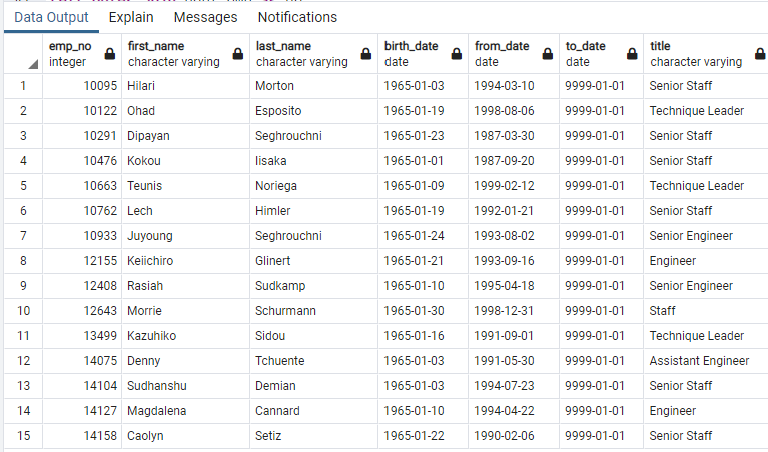 Data Output Explain Messages Notifications
emp_no first_name last_name birth_date from_date to_date title
integer character varying character varying date date date character varying
1 10095 Hilari Morton 1965-01-03 1994-03-10 9999-01-01 Senior Staff
2 10122 Ohad Esposito 1965-01-19 1998-08-06 9999-01-01 Technique Leader
3 10291 Dipayan Seghrouchni 1965-01-23 1987-03-30 9999-01-01 Senior Staff
4 10476 Kokou Iisaka 1965-01-01 1987-09-20 9999-01-01 Senior Staff
5 10663 Teunis Noriega 1965-01-09 1999-02-12 9999-01-01 Technique Leader
6 10762 Lech Himler 1965-01-19 1992-01-21 9999-01-01 Senior Staff
7 10933 Juyoung Seghrouchni 1965-01-24 1993-08-02 9999-01-01 Senior Engineer
8 12155 Keiichiro Glinert 1965-01-21 1993-09-16 9999-01-01 Engineer
9 12408 Rasiah Sudkamp 1965-01-10 1995-04-18 9999-01-01 Senior Engineer
10 12643 Morrie Schurmann 1965-01-30 1998-12-31 9999-01-01 Staff
11 13499 Kazuhiko Sidou 1965-01-16 1991-09-01 9999-01-01 Technique Leader
12 14075 Denny Tchuente 1965-01-03 1991-05-30 9999-01-01 Assistant Engineer
13 14104 Sudhanshu Demian 1965-01-03 1994-07-23 9999-01-01 Senior Staff
14 14127 Magdalena Cannard 1965-01-10 1994-04-22 9999-01-01 Engineer
15 14158 Caolyn Setiz 1965-01-22 1990-02-06 9999-01-01 Senior Staff